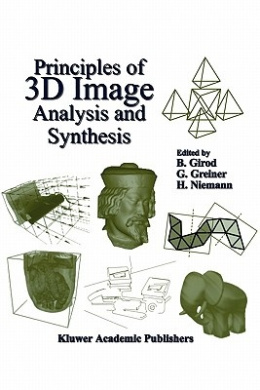 Principles of
3D Image
Analysis and
Synthesis
Edited by
B. Girod
G. Greiner
H. Niemann
Kluwer Academic Publishers